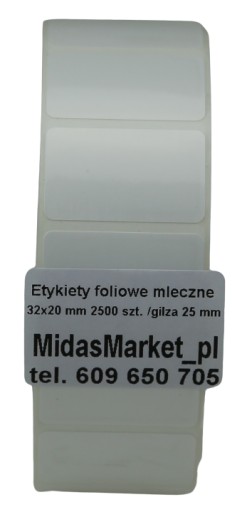 Etykiety foliowe mleczne
32x20 mm 2500 szt. /gilza 25 mm
MidasMarket_pl
tel. 609 650 705